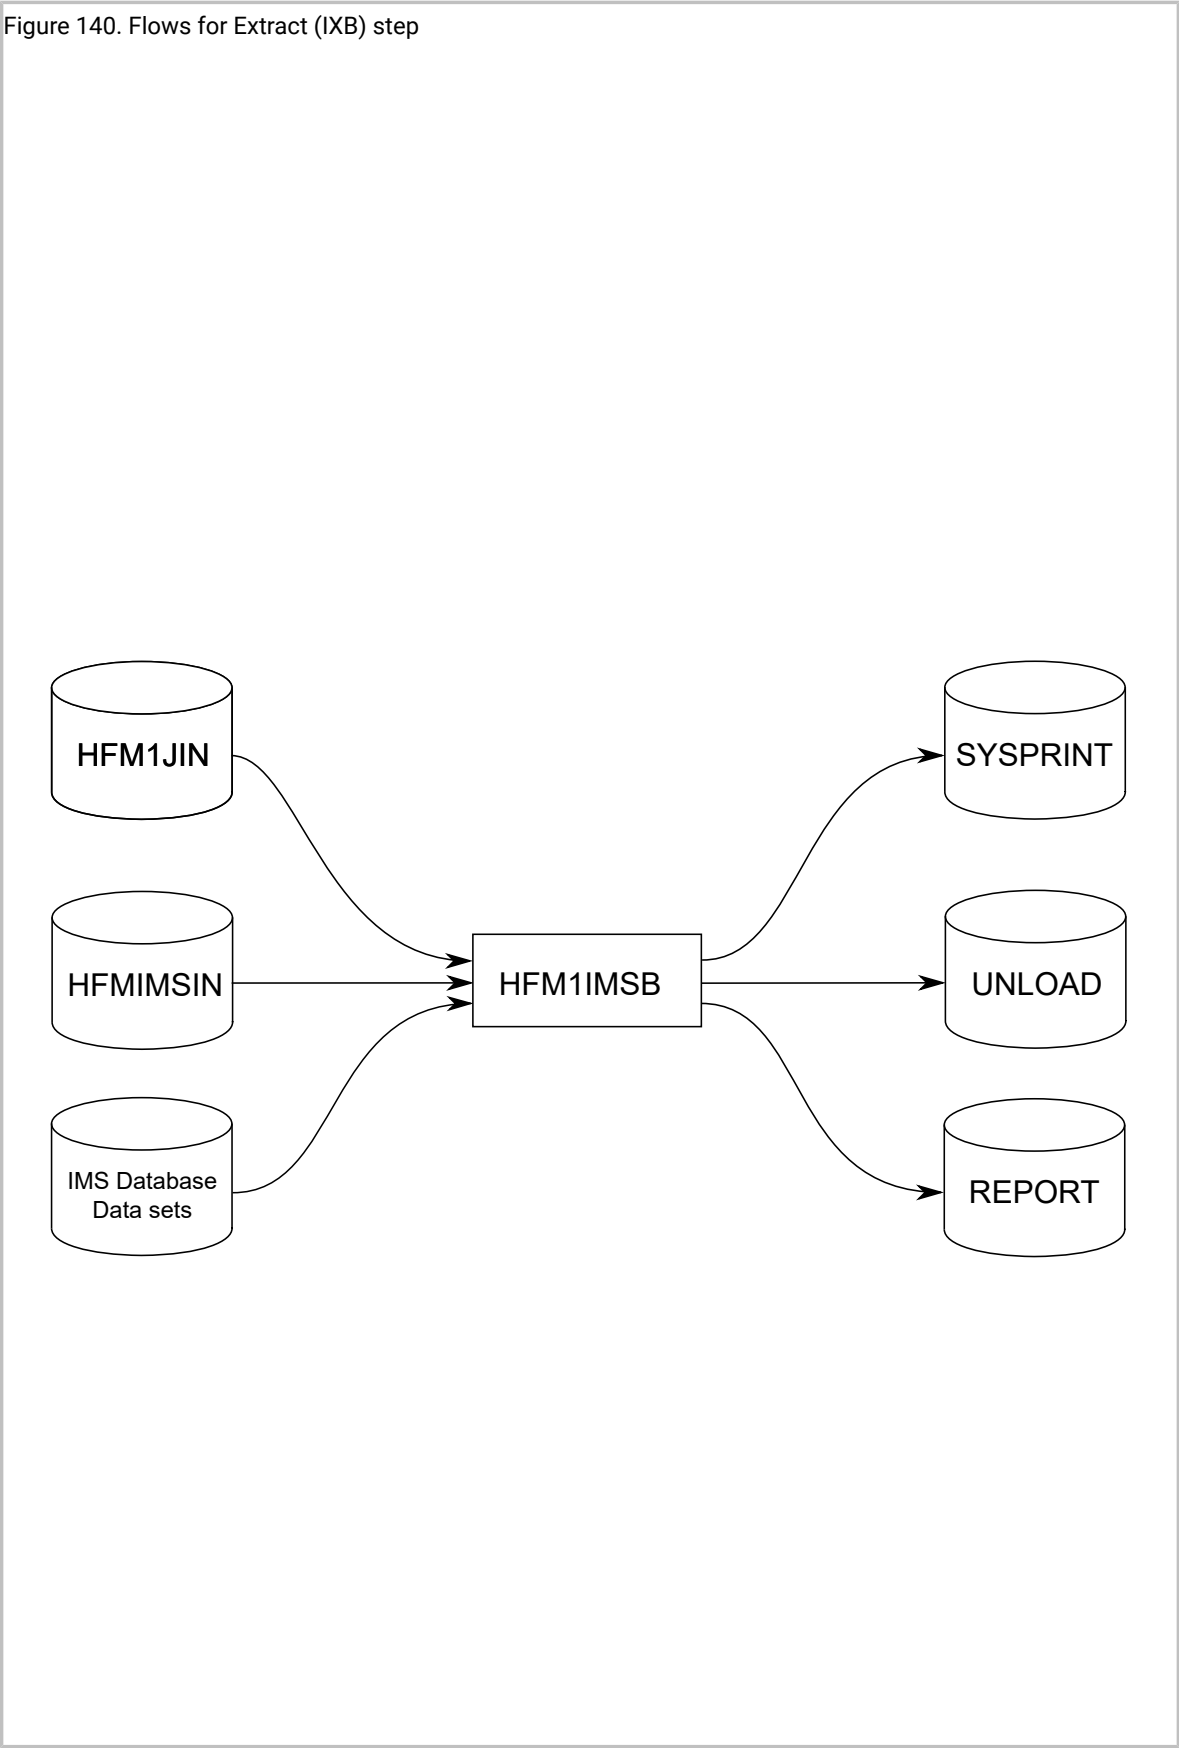 Figure 140. Flows for Extract (IXB) step
HFM1JIN
SYSPRINT
HFMIMSIN
HFM1IMSB
UNLOAD
IMS Database
Data sets
REPORT